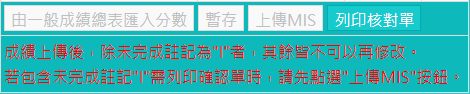 由一般成績總表匯入分數 暫存 上傳MIS 列印核對單
成績上傳後，除未完成註記為"I"者，其餘皆不可以再修改。
若包含未完成註記"I"需列印確認單時，請先點選"上傳MIS"按鈕。